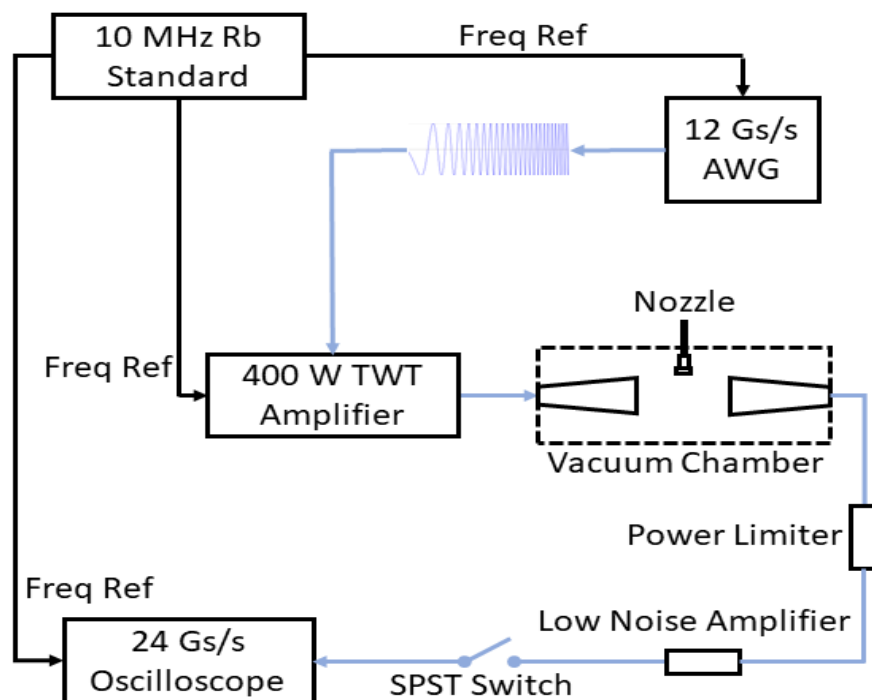 10 MHz Rb
Standard
Freq Ref
12 Gs/s
AWG
Nozzle
Freq Ref
400 W TWT
Amplifier
Vacuum Chamber
Power Limiter
Freq Ref
Low Noise Amplifier
24 Gs/s
Oscilloscope
SPST Switch